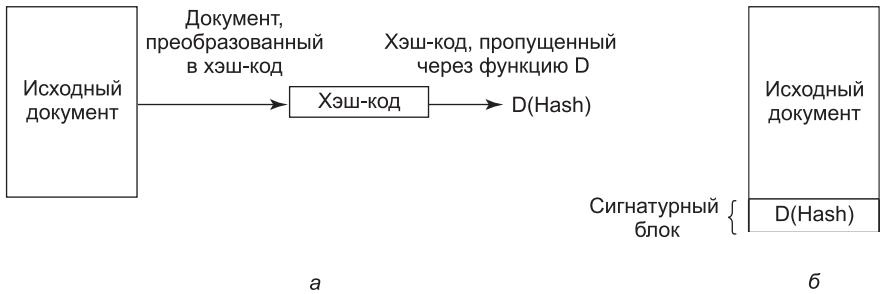 Исходный
документ
Документ,
преобразованный
в хэш-код
Хэш-код
Хэш-код, пропущенный
через функцию D
D(Hash)
Исходный
документ
Сигнатурный
блок
D(Hash)
а
б